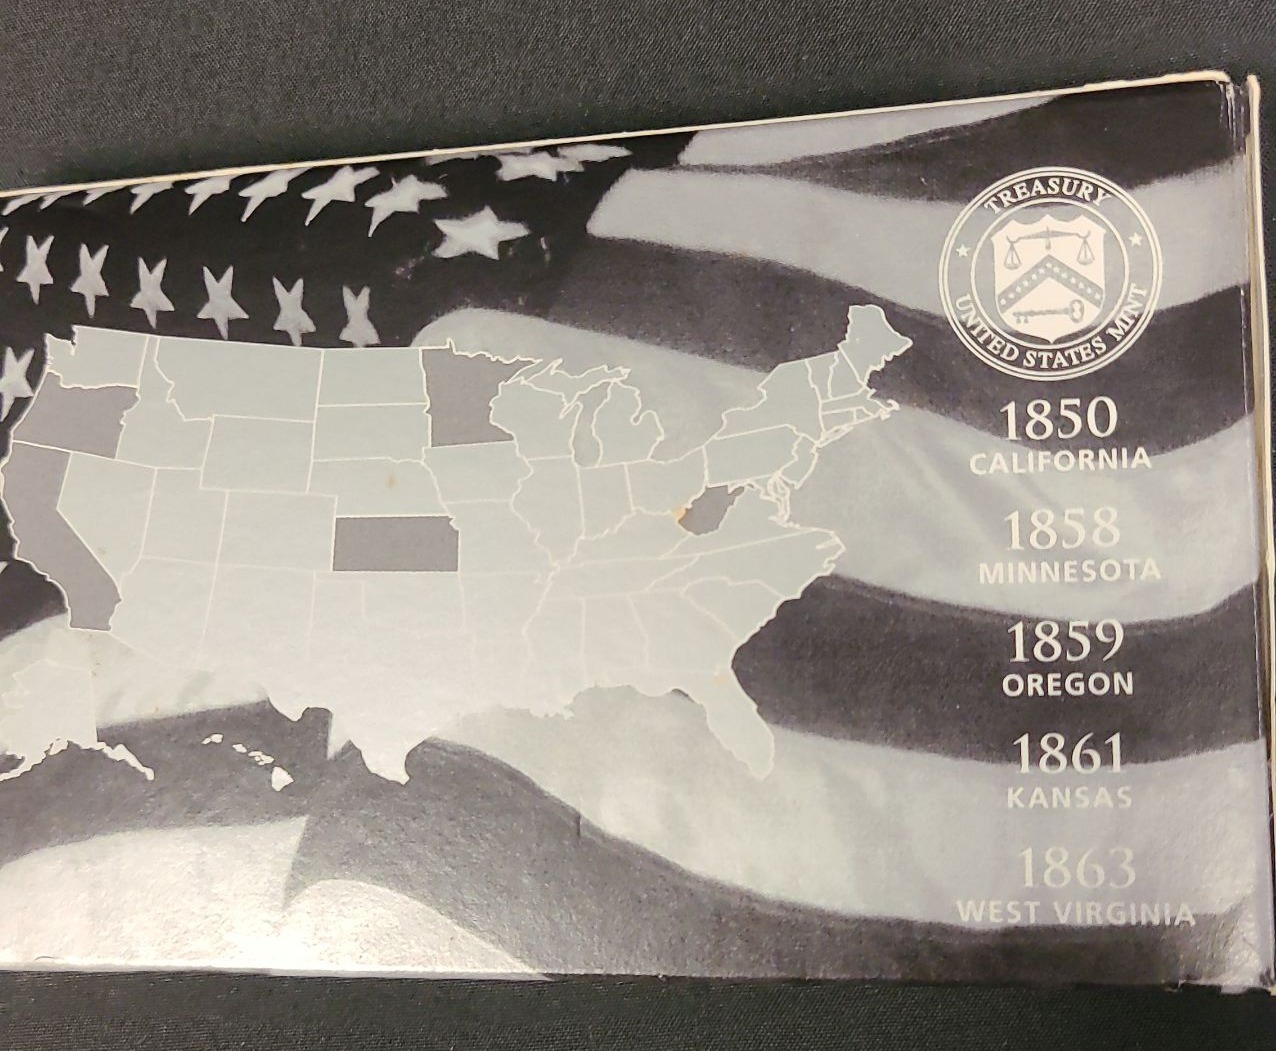 TREASURY
UNITED STATES MINT
1850
CALIFORNIA
1858
MINNESOTA
1859
OREGON
1861
KANSAS
1863
WEST VIRGINIA